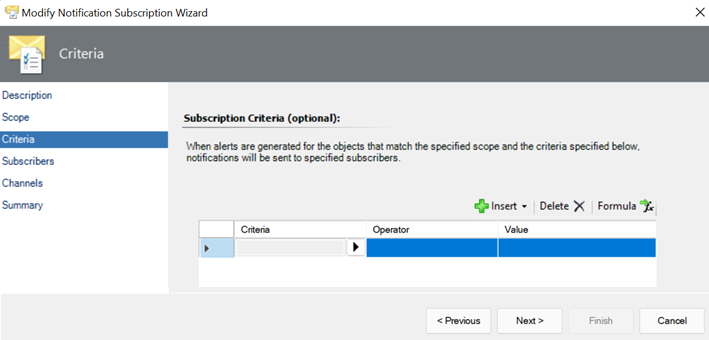 Modify Notification Subscription Wizard
Criteria
Description
Scope
Criteria
Subscribers
Channels
Summary
Subscription Criteria (optional):
When alerts are generated for the objects that match the specified scope and the criteria specified below,
notifications will be sent to specified subscribers.
Insert Delete Formula
Criteria Operator Value
< Previous Next > Finish Cancel